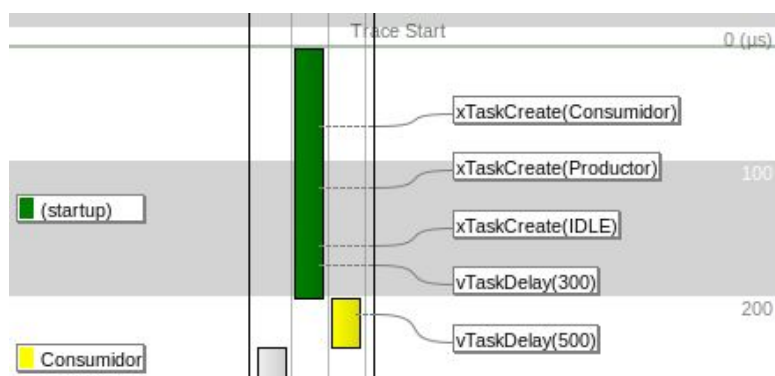 Trace Start
0 (µs)
xTaskCreate(Consumidor)
xTaskCreate(Productor)
100
(startup)
xTaskCreate(IDLE)
vTaskDelay(300)
200
vTaskDelay(500)
Consumidor